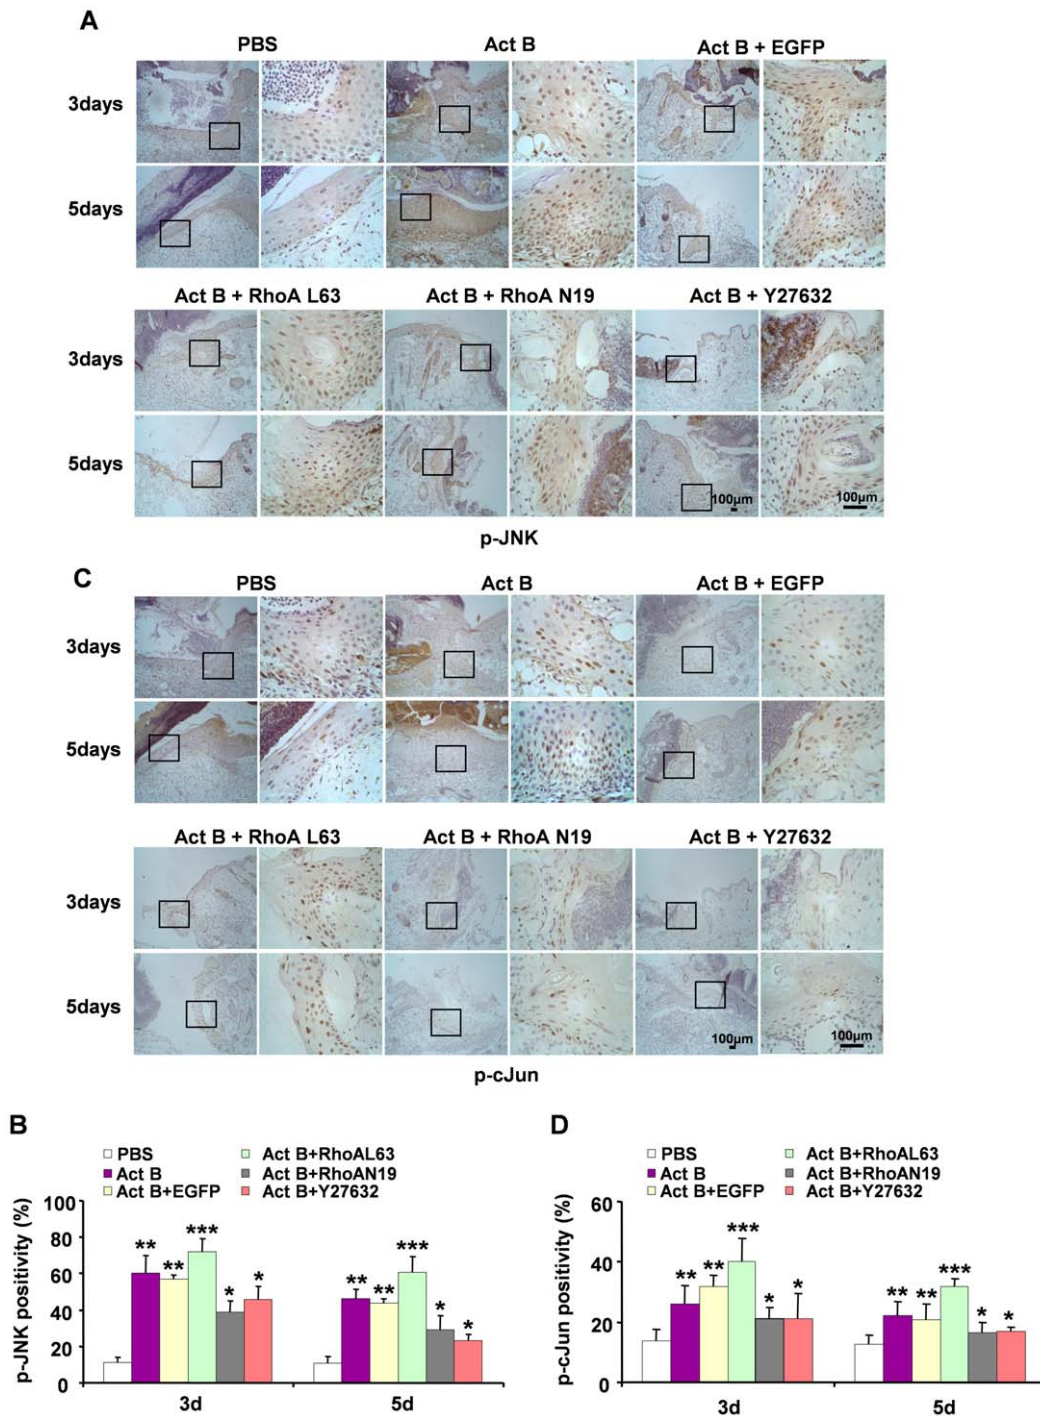 A
PBS Act B Act B + EGFP
3days
5days
Act B + RhoA L63 Act B + RhoA N19 Act B + Y27632
3days
5days
100µm 100µm
p-JNK
C
PBS Act B Act B + EGFP
3days
5days
Act B + RhoA L63 Act B + RhoA N19 Act B + Y27632
3days
5days
100µm 100µm
p-cJun
B
PBS Act B+RhoAL63
Act B Act B+RhoAN19
Act B+EGFP Act B+Y27632
p-JNK positivity (%)
100
80
60
40
20
0
** ** *** * *
** ** *** * *
3d 5d
D
PBS Act B+RhoAL63
Act B Act B+RhoAN19
Act B+EGFP Act B+Y27632
p-cJun positivity (%)
60
40
20
0
** ** *** * *
** ** *** * *
3d 5d